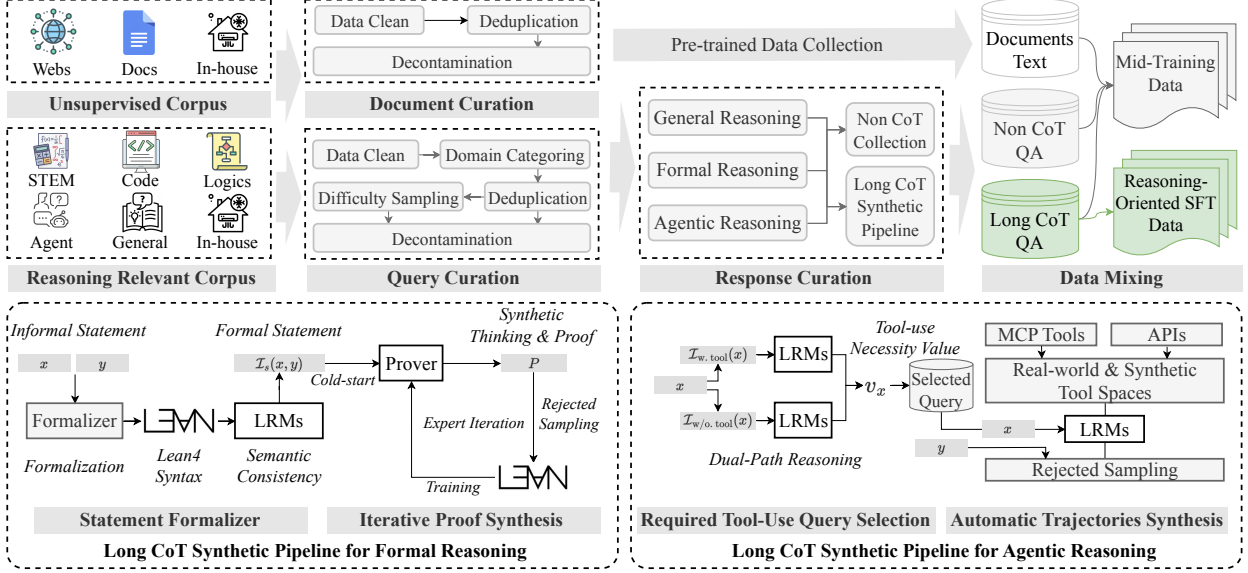 Webs
Docs
In-house
Unsupervised Corpus
Data Clean
Deduplication
Decontamination
Document Curation
Pre-trained Data Collection
Documents
Text
Non CoT
QA
Long CoT
QA
Mid-Training
Data
Reasoning-
Oriented SFT
Data
Data Mixing
STEM
Code
Logics
Agent
General
In-house
Reasoning Relevant Corpus
Data Clean
Domain Categoring
Difficulty Sampling
Deduplication
Decontamination
Query Curation
General Reasoning
Formal Reasoning
Agentic Reasoning
Non CoT
Collection
Long CoT
Synthetic
Pipeline
Response Curation
Informal Statement
x
y
Formalizer
Formalization
LEAN
Lean4
Syntax
Formal Statement
I_s(x, y)
LRMs
Semantic
Consistency
Cold-start
Prover
Synthetic
Thinking & Proof
P
Expert Iteration
Rejected
Sampling
Training
LEAN
Statement Formalizer
Iterative Proof Synthesis
Long CoT Synthetic Pipeline for Formal Reasoning
x
I_w. tool(x)
I_w/o. tool(x)
LRMs
LRMs
Dual-Path Reasoning
v_x
Tool-use
Necessity Value
Selected
Query
MCP Tools
APIs
Real-world & Synthetic
Tool Spaces
x
LRMs
y
Rejected Sampling
Required Tool-Use Query Selection
Automatic Trajectories Synthesis
Long CoT Synthetic Pipeline for Agentic Reasoning